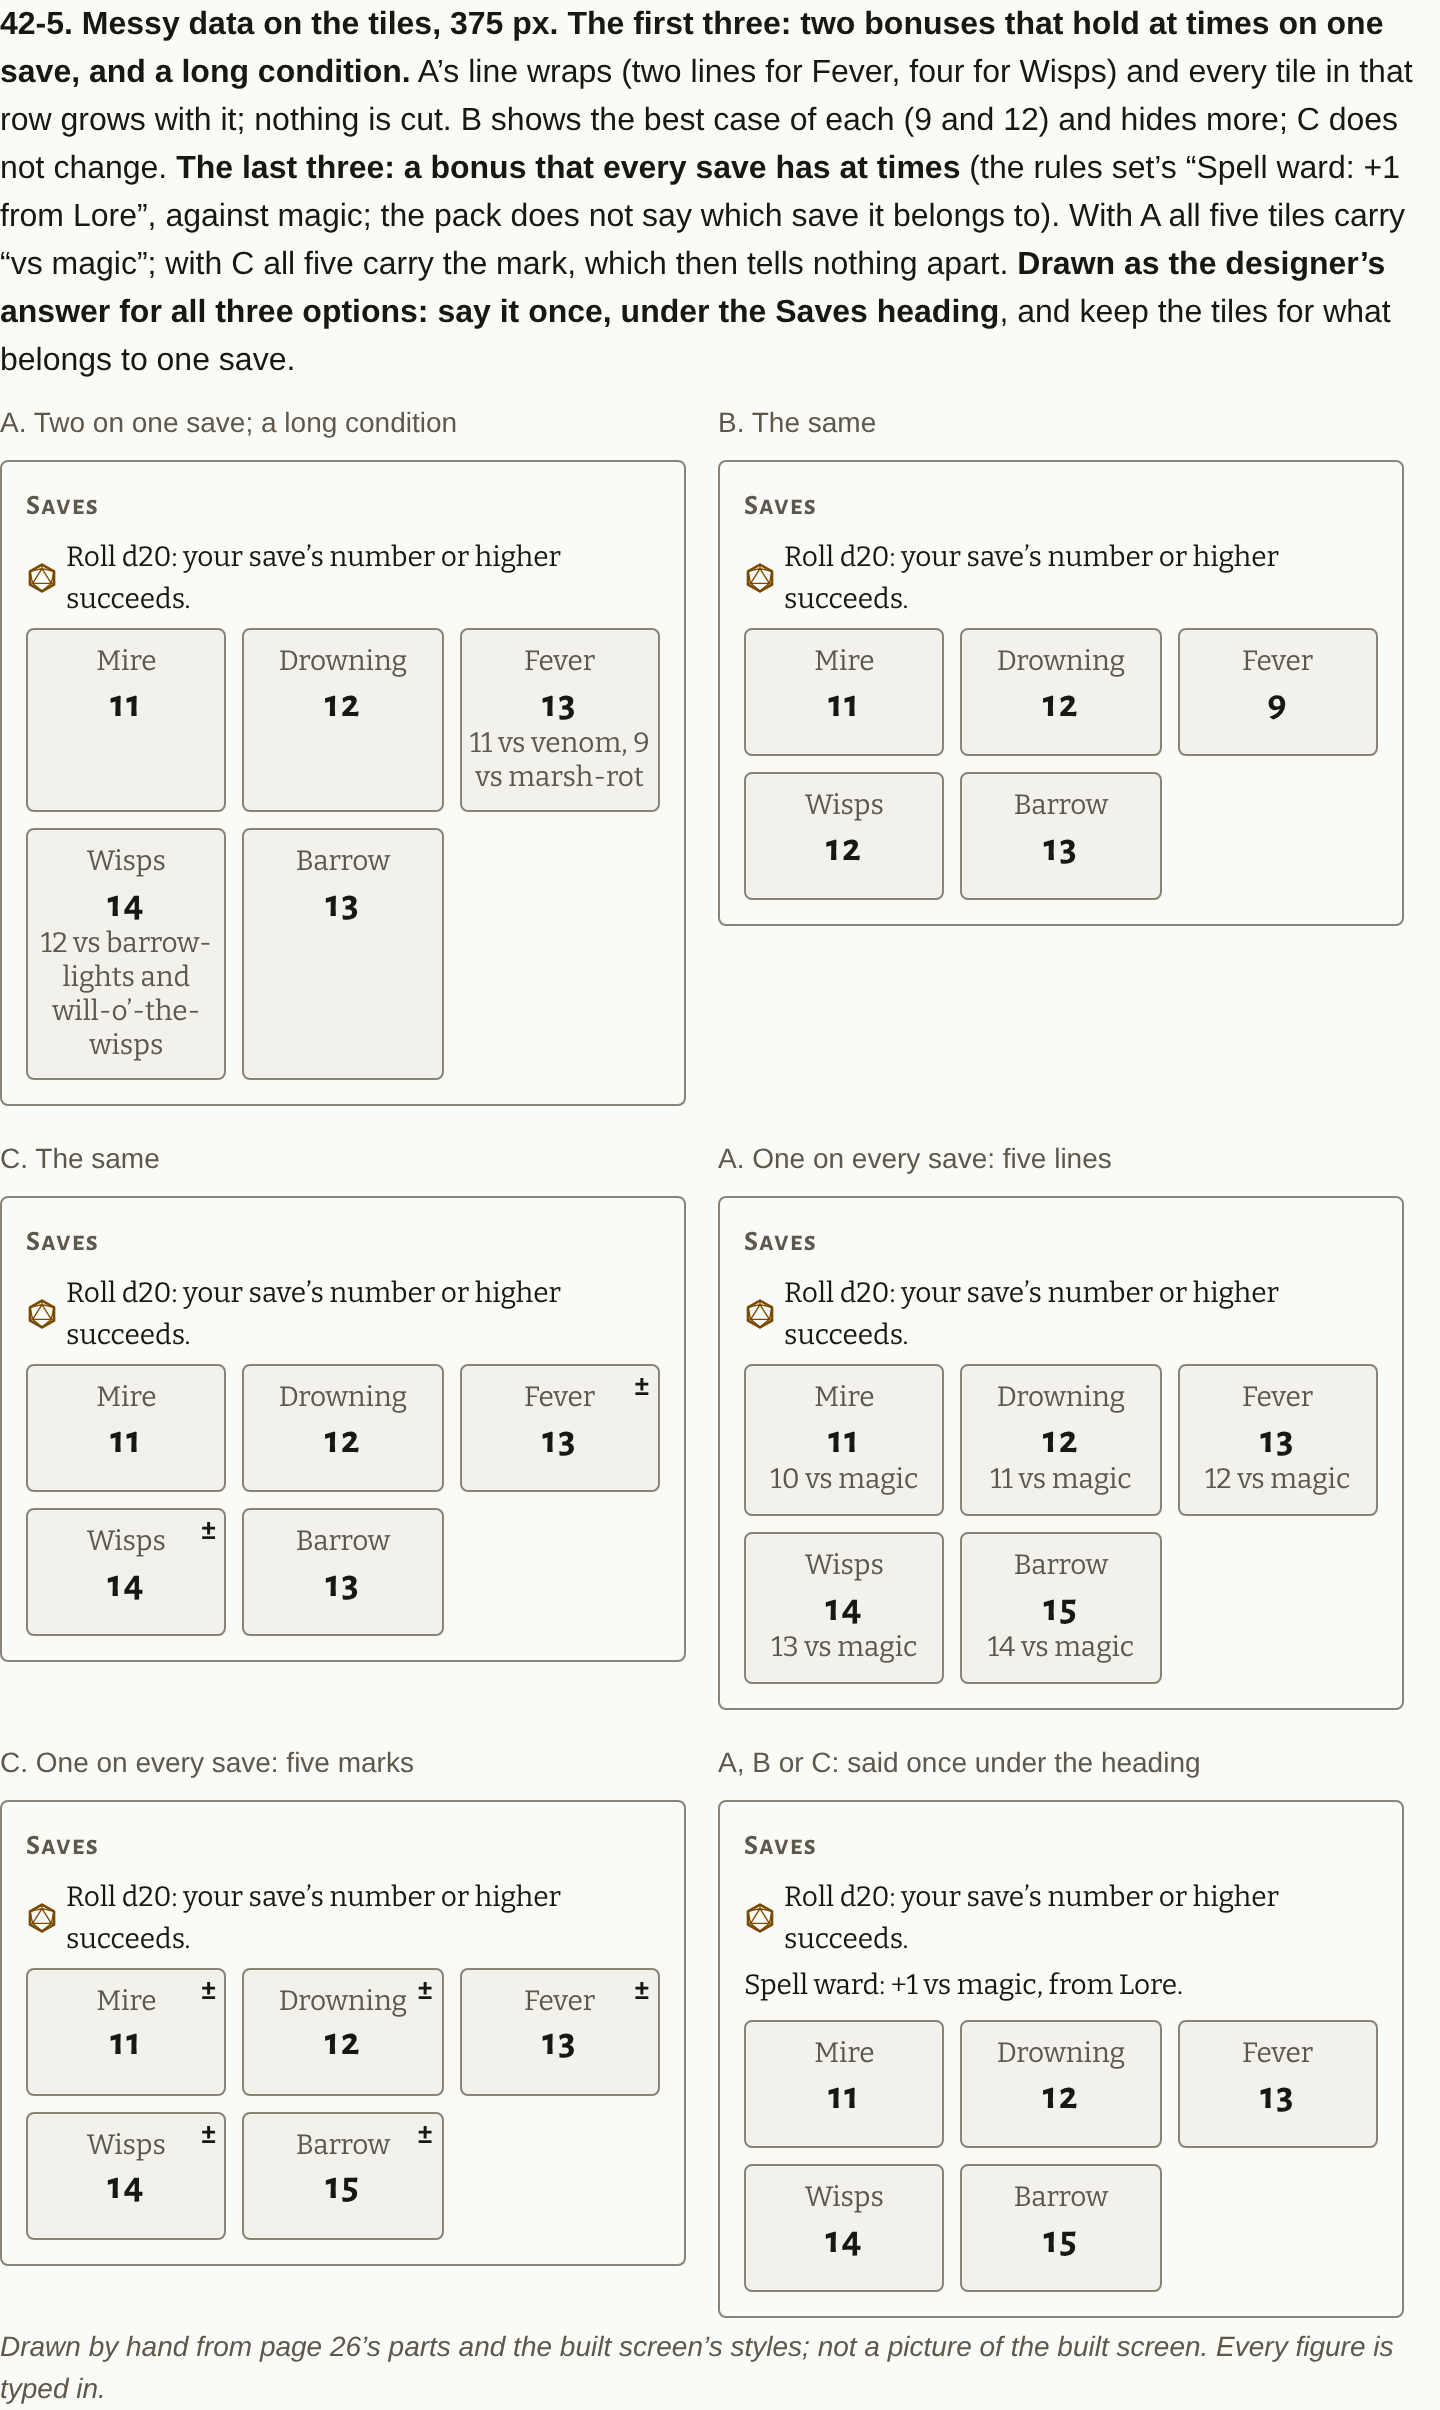 42-5. Messy data on the tiles, 375 px. The first three: two bonuses that hold at times on one
save, and a long condition. A’s line wraps (two lines for Fever, four for Wisps) and every tile in that
row grows with it; nothing is cut. B shows the best case of each (9 and 12) and hides more; C does
not change. The last three: a bonus that every save has at times (the rules set’s “Spell ward: +1
from Lore”, against magic; the pack does not say which save it belongs to). With A all five tiles carry
“vs magic”; with C all five carry the mark, which then tells nothing apart. Drawn as the designer’s
answer for all three options: say it once, under the Saves heading, and keep the tiles for what
belongs to one save.
A. Two on one save; a long condition
SAVES
Roll d20: your save’s number or higher
succeeds.
Mire
11
Drowning
12
Fever
13
11 vs venom, 9
vs marsh-rot
Wisps
14
12 vs barrow-
lights and
will-o’-the-
wisps
Barrow
13
B. The same
SAVES
Roll d20: your save’s number or higher
succeeds.
Mire
11
Drowning
12
Fever
9
Wisps
12
Barrow
13
C. The same
SAVES
Roll d20: your save’s number or higher
succeeds.
Mire
11
Drowning
12
Fever ±
13
Wisps ±
14
Barrow
13
A. One on every save: five lines
SAVES
Roll d20: your save’s number or higher
succeeds.
Mire
11
10 vs magic
Drowning
12
11 vs magic
Fever
13
12 vs magic
Wisps
14
13 vs magic
Barrow
15
14 vs magic
C. One on every save: five marks
SAVES
Roll d20: your save’s number or higher
succeeds.
Mire ±
11
Drowning ±
12
Fever ±
13
Wisps ±
14
Barrow ±
15
A, B or C: said once under the heading
SAVES
Roll d20: your save’s number or higher
succeeds.
Spell ward: +1 vs magic, from Lore.
Mire
11
Drowning
12
Fever
13
Wisps
14
Barrow
15
Drawn by hand from page 26’s parts and the built screen’s styles; not a picture of the built screen. Every figure is
typed in.